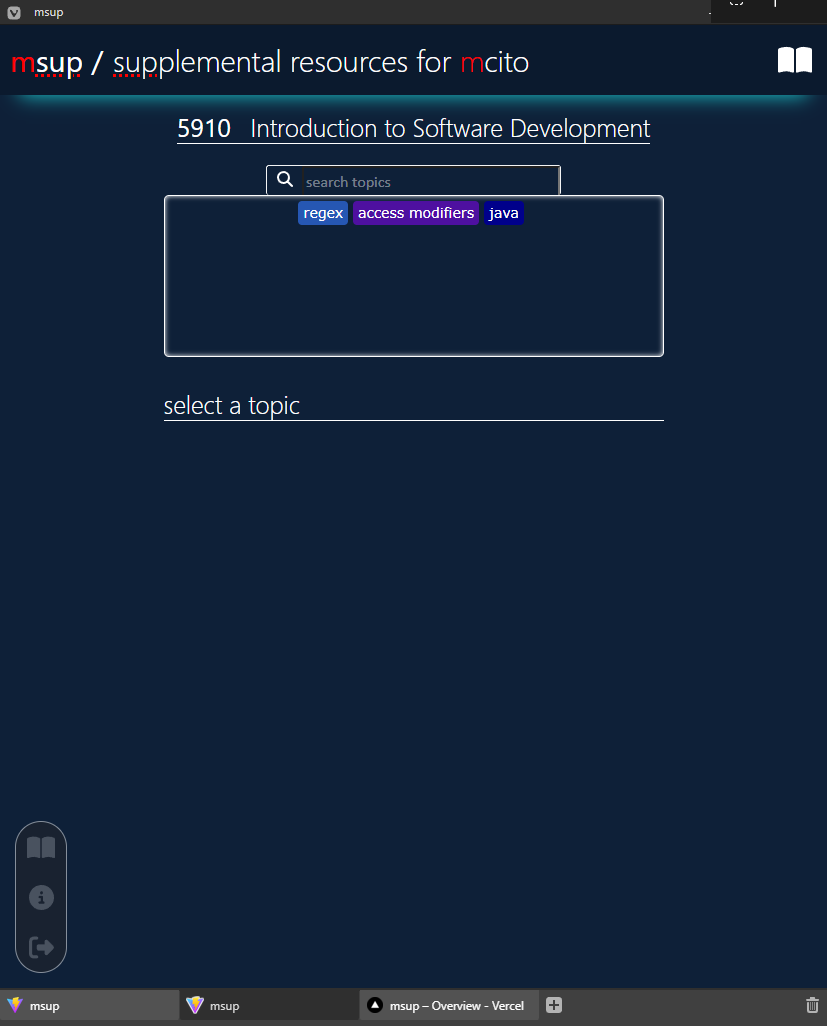 msup
msup / supplemental resources for mcito
5910 Introduction to Software Development
search topics
regex access modifiers java
select a topic
msup msup msup – Overview - Vercel